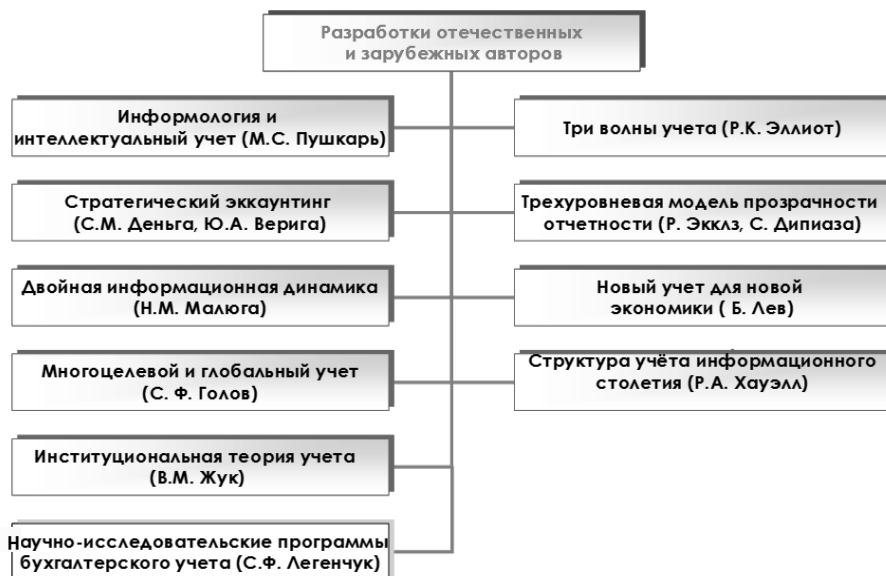 Разработки отечественных
и зарубежных авторов
Информология и
интеллектуальный учет (М.С. Пушкарь)
Три волны учета (Р.К. Эллиот)
Стратегический эккаунтинг
(С.М. Деньга, Ю.А. Верига)
Трехуровневая модель прозрачности
отчетности (Р. Экклз, С. Дипиаза)
Двойная информационная динамика
(Н.М. Малюга)
Новый учет для новой
экономики ( Б. Лев)
Многоцелевой и глобальный учет
(С. Ф. Голов)
Структура учёта информационного
столетия (Р.А. Хауэлл)
Институциональная теория учета
(В.М. Жук)
Научно-исследовательские программы
бухгалтерского учета (С.Ф. Легенчук)